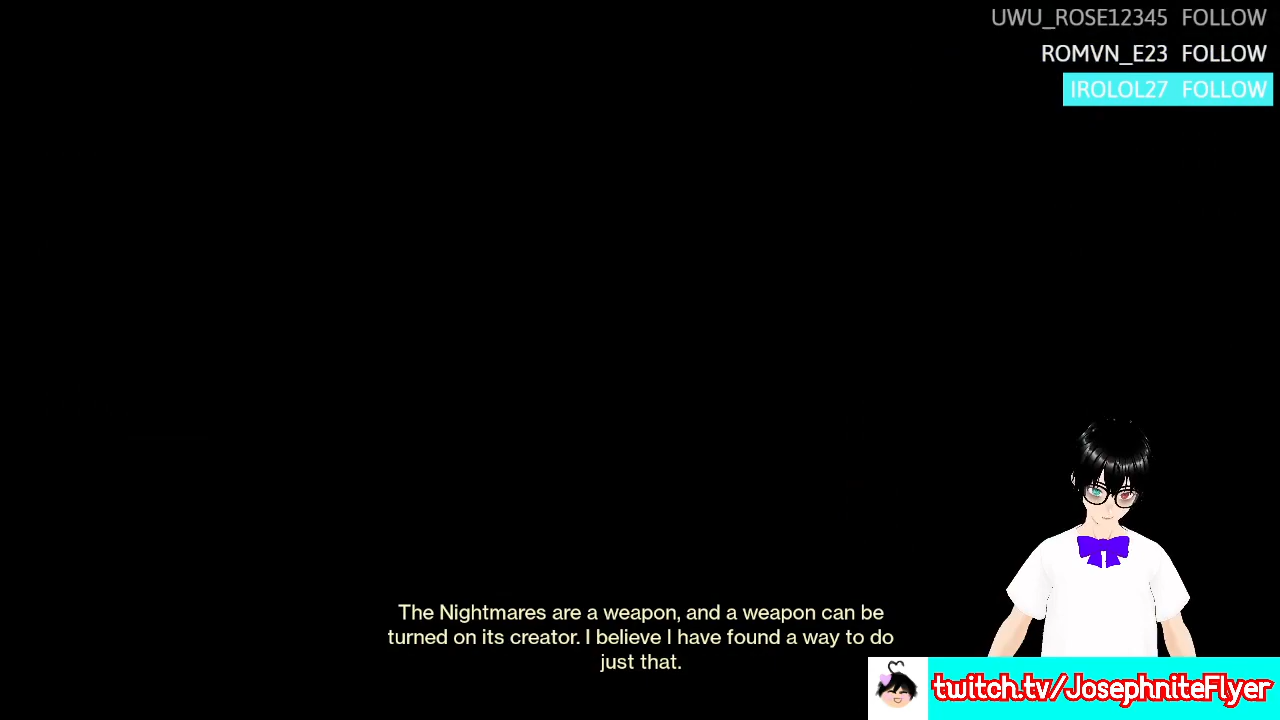 UWU_ROSE12345 FOLLOW
ROMVN_E23 FOLLOW
IROLOL27 FOLLOW
The Nightmares are a weapon, and a weapon can be
turned on its creator. I believe I have found a way to do
just that.
twitch.tv/JosephniteFlyer